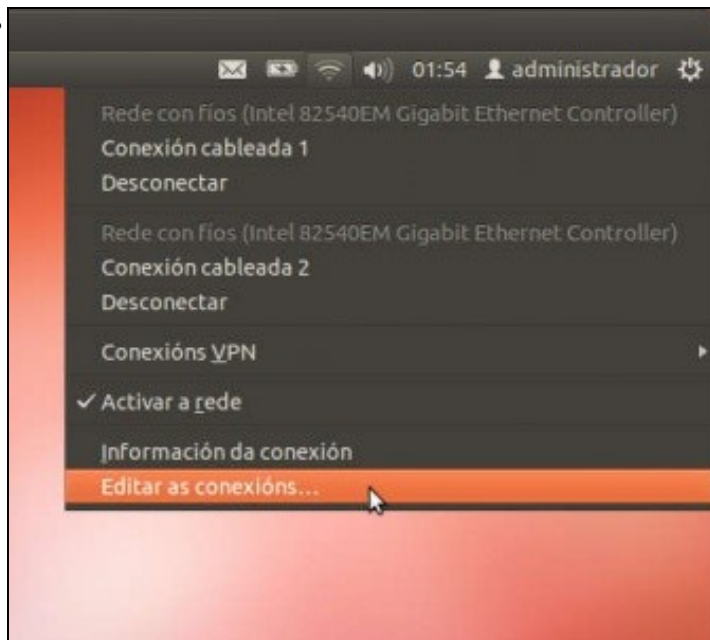 01:54 administrador
Rede con fíos (Intel 82540EM Gigabit Ethernet Controller)
Conexión cableada 1
Desconectar
Rede con fíos (Intel 82540EM Gigabit Ethernet Controller)
Conexión cableada 2
Desconectar
Conexións VPN
Activar a rede
Información da conexión
Editar as conexións...